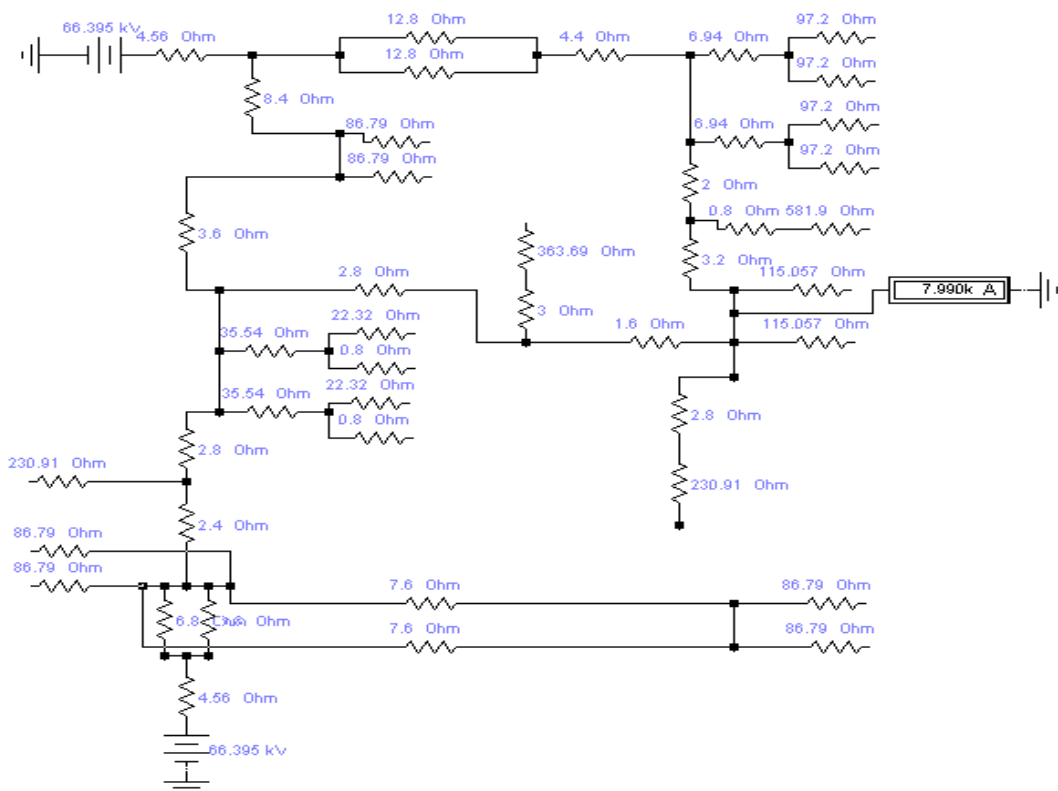 66.395 kV
4.56 Ohm
12.8 Ohm
12.8 Ohm
4.4 Ohm
6.94 Ohm
97.2 Ohm
97.2 Ohm
8.4 Ohm
86.79 Ohm
86.79 Ohm
6.94 Ohm
97.2 Ohm
97.2 Ohm
2 Ohm
0.8 Ohm
581.9 Ohm
3.6 Ohm
363.69 Ohm
3.2 Ohm
115.057 Ohm
2.8 Ohm
7.990k A
3 Ohm
22.32 Ohm
35.54 Ohm
0.8 Ohm
1.6 Ohm
115.057 Ohm
22.32 Ohm
35.54 Ohm
0.8 Ohm
2.8 Ohm
2.8 Ohm
230.91 Ohm
230.91 Ohm
2.4 Ohm
86.79 Ohm
86.79 Ohm
7.6 Ohm
86.79 Ohm
6.8
Ohm
7.6 Ohm
86.79 Ohm
4.56 Ohm
66.395 kV